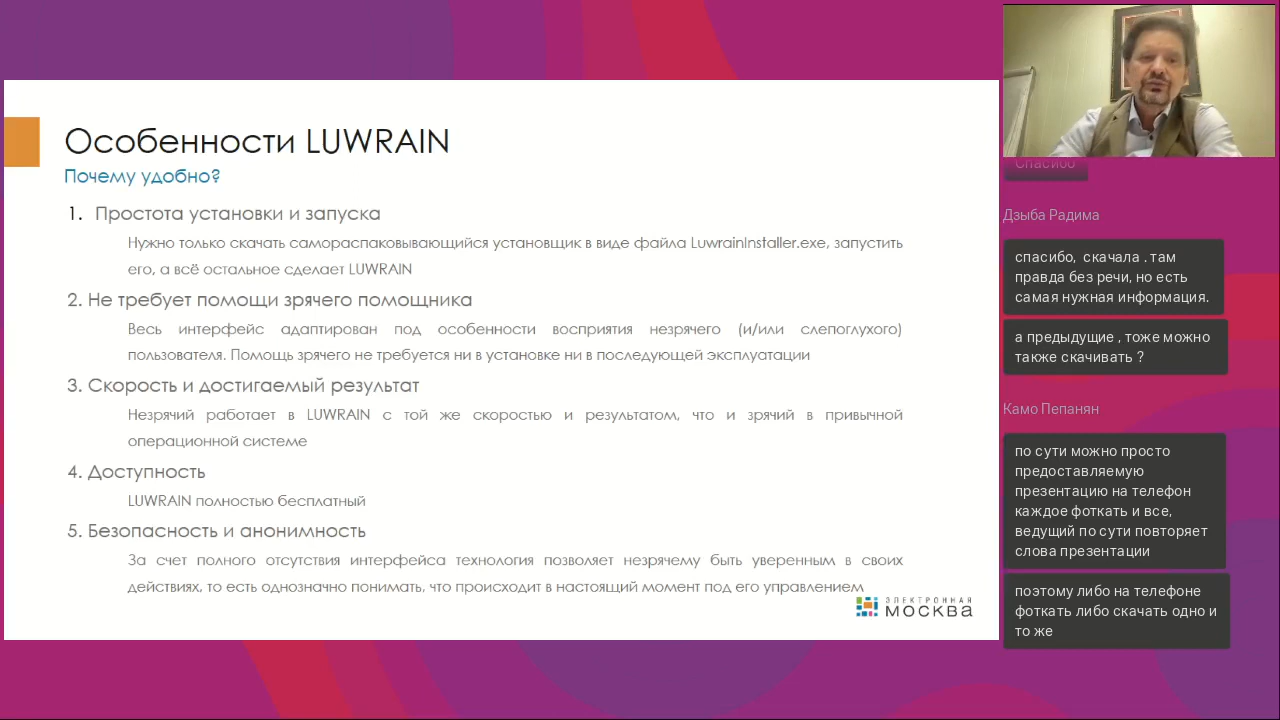 Особенности LUWRAIN
Почему удобно?
1. Простота установки и запуска
Нужно только скачать самораспаковывающийся установщик в виде файла LuwrainInstaller.exe, запустить
его, а всё остальное сделает LUWRAIN
2. Не требует помощи зрячего помощника
Весь интерфейс адаптирован под особенности восприятия незрячего (и/или слепоглухого)
пользователя. Помощь зрячего не требуется ни в установке ни в последующей эксплуатации
3. Скорость и достигаемый результат
Незрячий работает в LUWRAIN с той же скоростью и результатом, что и зрячий в привычной
операционной системе
4. Доступность
LUWRAIN полностью бесплатный
5. Безопасность и анонимность
За счет полного отсутствия интерфейса технология позволяет незрячему быть уверенным в своих
действиях, то есть однозначно понимать, что происходит в настоящий момент под его управлением
ЭЛЕКТРОННАЯ
МОСКВА
Спасибо
Дзыба Радима
спасибо, скачала . там
правда без речи, но есть
самая нужная информация.
а предыдущие , тоже можно
также скачивать ?
Камо Пепанян
по сути можно просто
предоставляемую
презентацию на телефон
каждое фоткать и все,
ведущий по сути повторяет
слова презентации
поэтому либо на телефоне
фоткать либо скачать одно и
то же